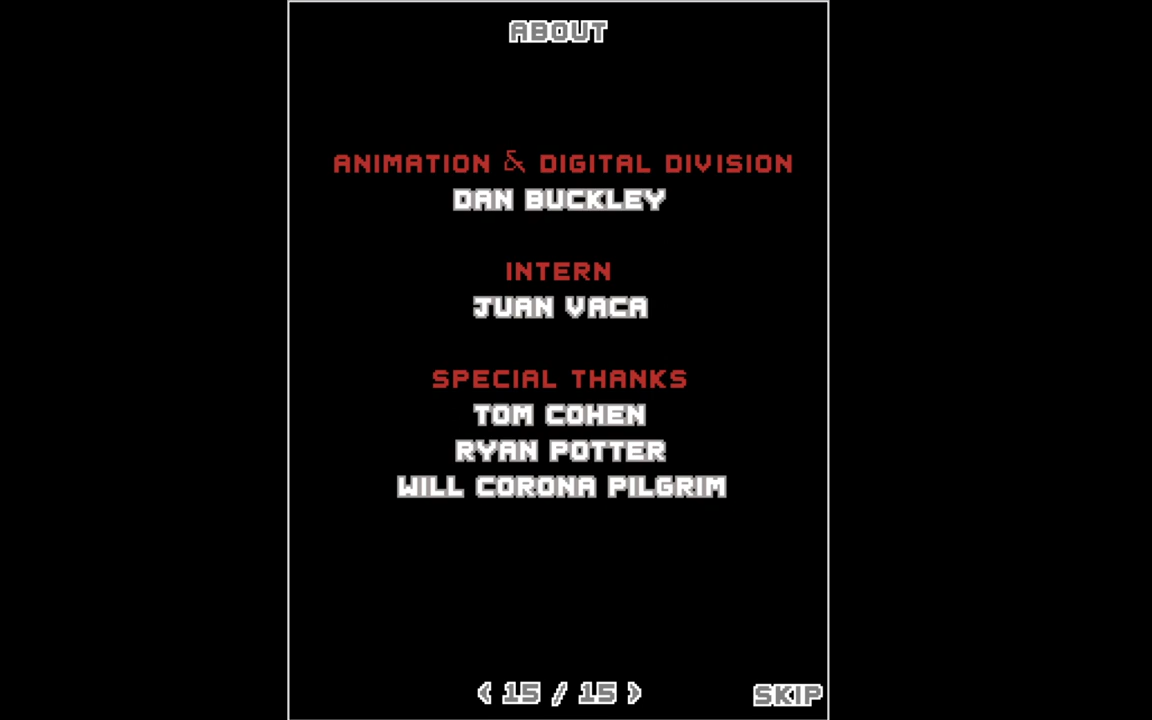 ABOUT
ANIMATION & DIGITAL DIVISION
DAN BUCKLEY
INTERN
JUAN VACA
SPECIAL THANKS
TOM COHEN
RYAN POTTER
WILL CORONA PILGRIM
< 15 / 15 >
SKIP